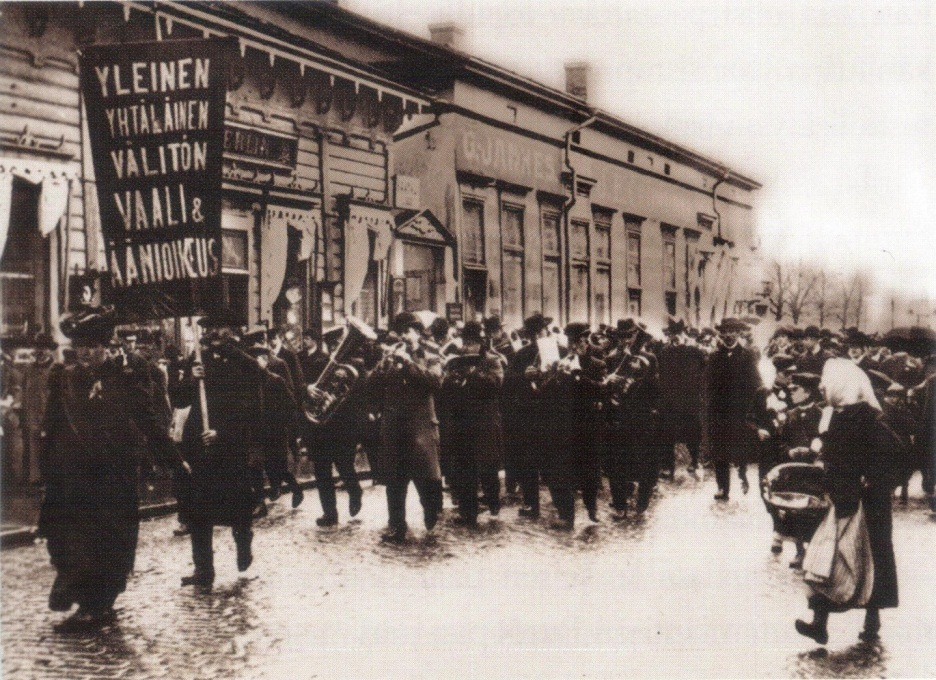 YLEINEN
YHTÄLÄINEN
VÄLITÖN
VAALI &
ÄÄNIOIKEUS